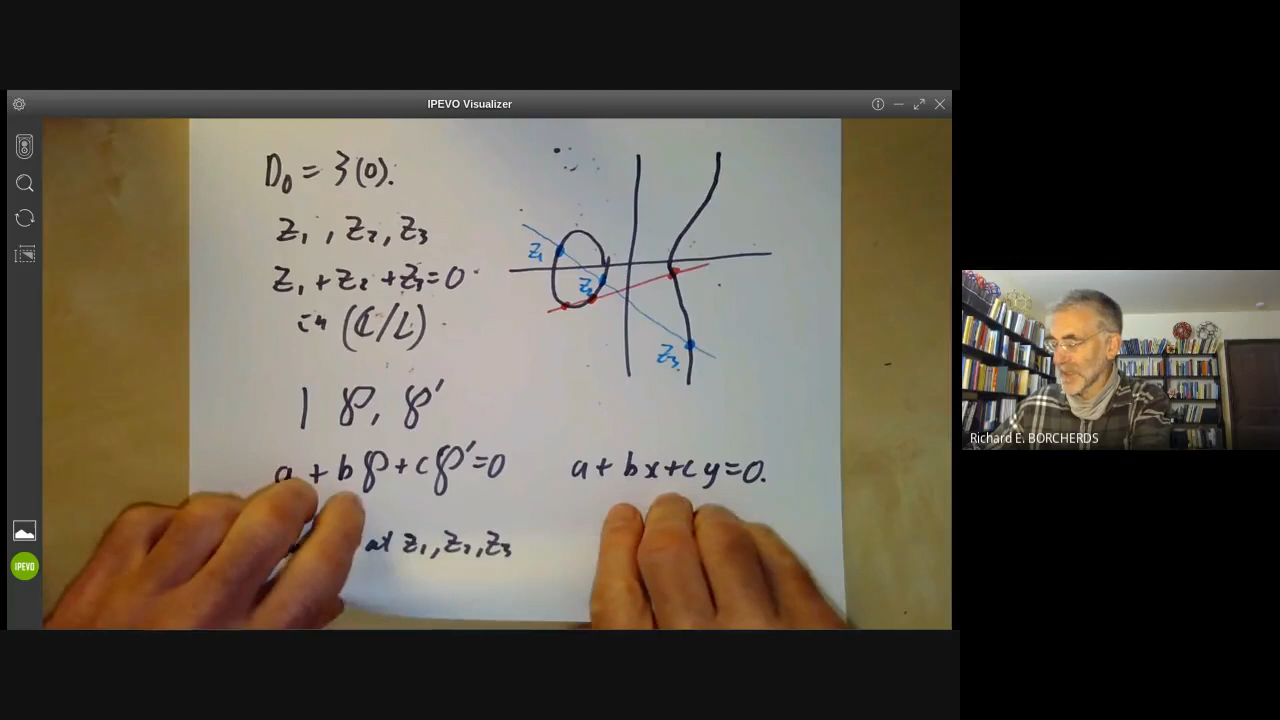 IPEVO Visualizer
D₀ = 3(0).
z₁, z₂, z₃
z₁ + z₂ + z₃ = 0
in (ℂ/L)
1 ℘, ℘′
a + b℘ + c℘′ = 0
a + bx + cy = 0.
at z₁, z₂, z₃
z₁
z₂
z₃
IPEVO
Richard E. BORCHERDS